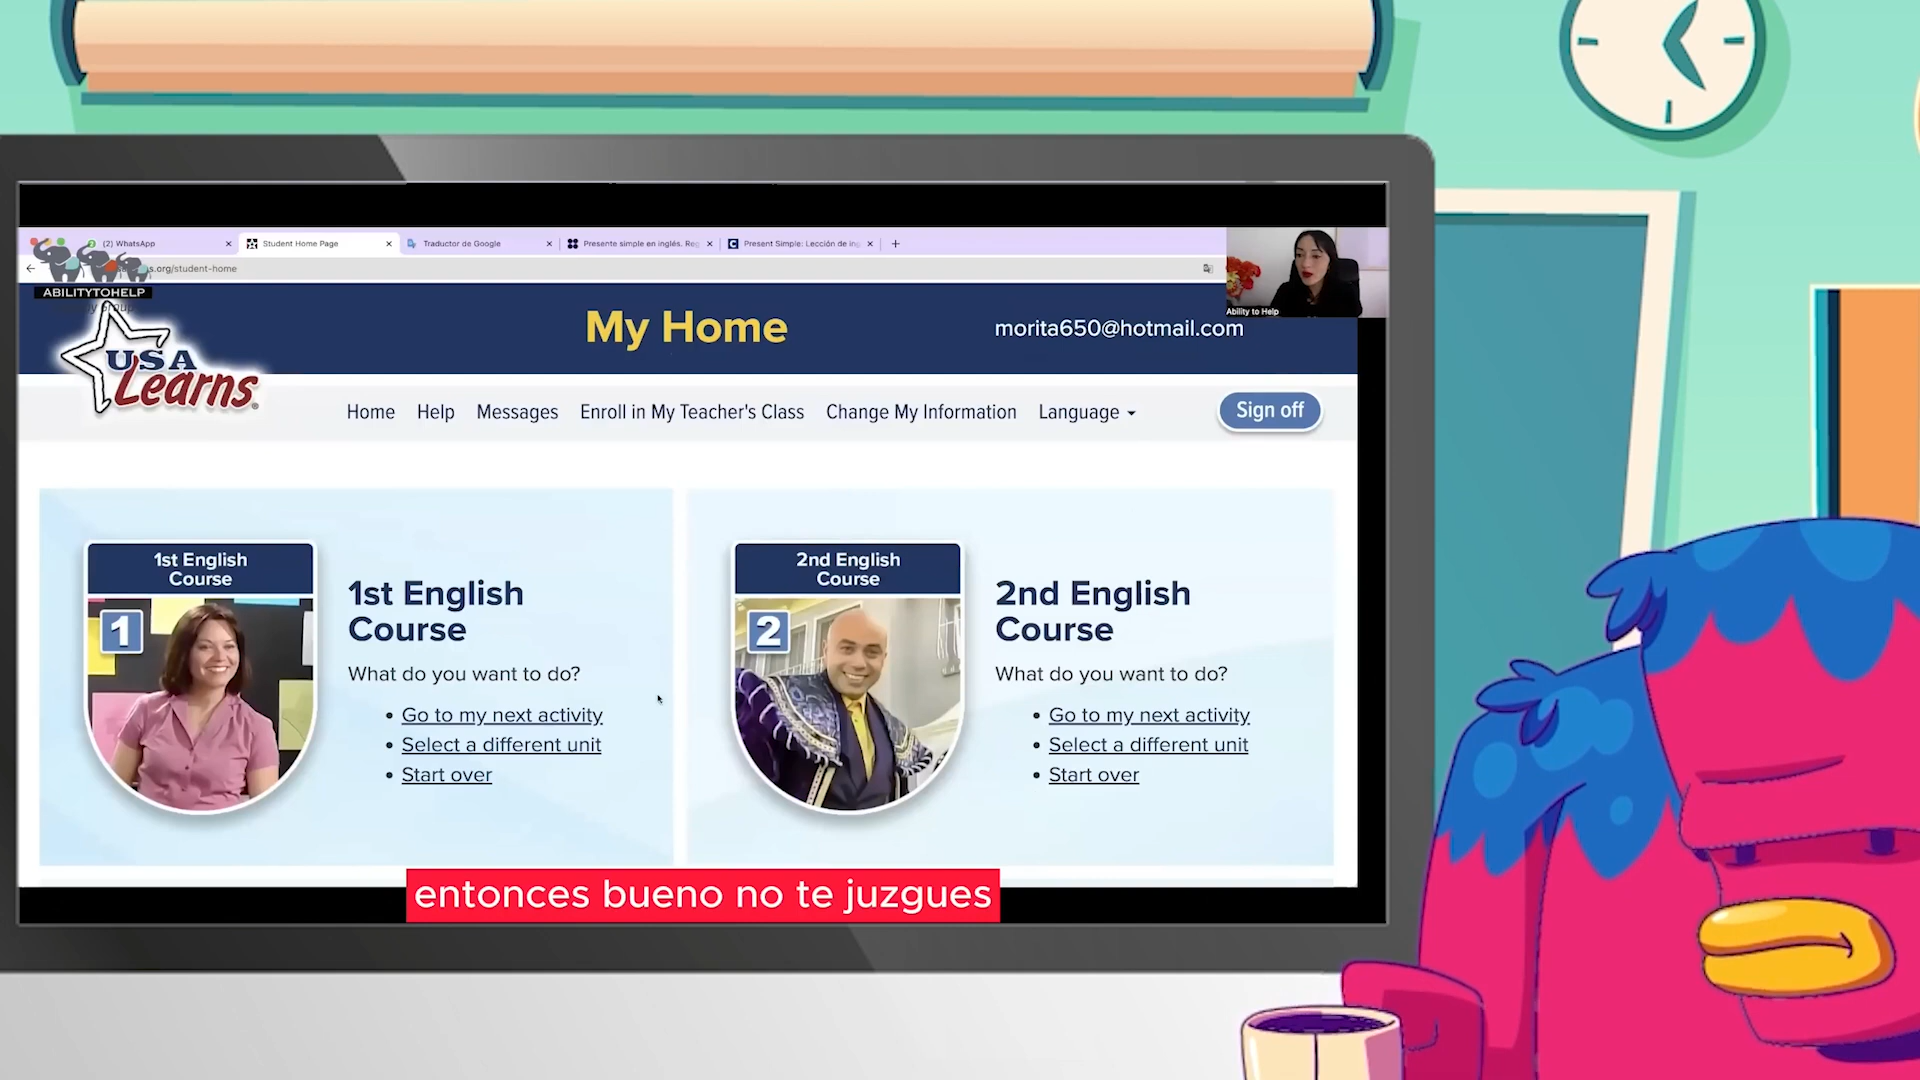 (2) WhatsApp
Student Home Page
Traductor de Google
Presente simple en inglés. Re
Present Simple: Lección de in
s.org/student-home
ABILITYTOHELP
Ability to Help
My Home
morita650@hotmail.com
USA
Learns
Home
Help
Messages
Enroll in My Teacher's Class
Change My Information
Language
Sign off
1st English
Course
1
1st English
Course
What do you want to do?
Go to my next activity
Select a different unit
Start over
2nd English
Course
2
2nd English
Course
What do you want to do?
Go to my next activity
Select a different unit
Start over
entonces bueno no te juzgues